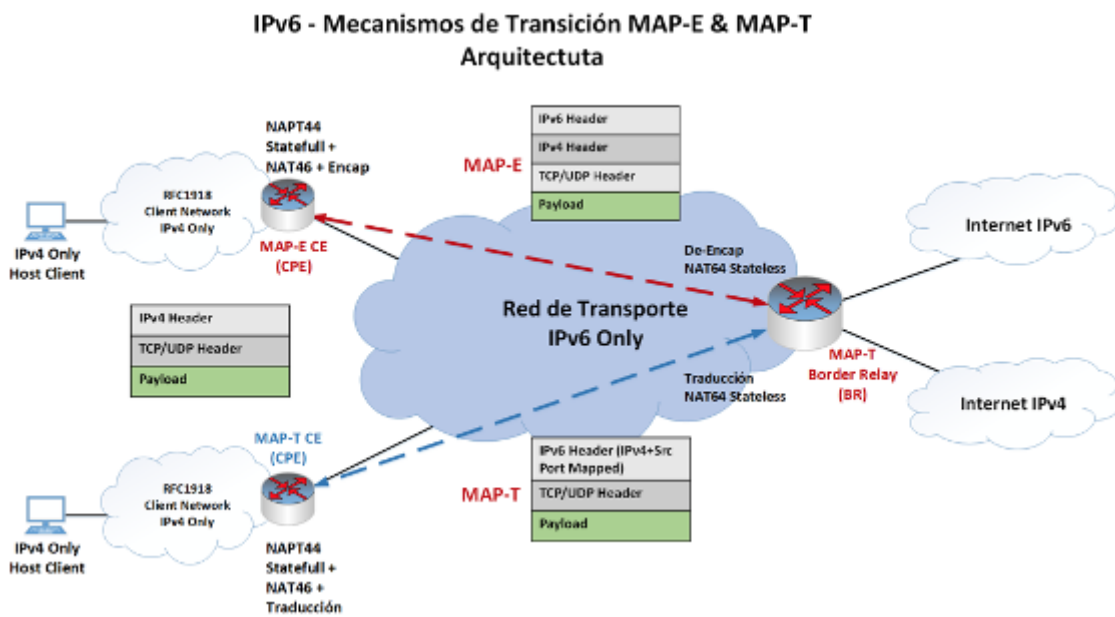 IPv6 - Mecanismos de Transición MAP-E & MAP-T
Arquitectuta
NAPT44
Statefull +
NAT46 + Encap
RFC1918
Client Network
IPv4 Only
IPv4 Only
Host Client
MAP-E CE
(CPE)
MAP-E
IPv6 Header
IPv4 Header
TCP/UDP Header
Payload
De-Encap
NAT64 Stateless
Internet IPv6
IPv4 Header
TCP/UDP Header
Payload
Red de Transporte
IPv6 Only
MAP-T
Border Relay
(BR)
Traducción
NAT64 Stateless
Internet IPv4
MAP-T CE
(CPE)
RFC1918
Client Network
IPv4 Only
IPv4 Only
Host Client
NAPT44
Statefull +
NAT46 +
Traducción
MAP-T
IPv6 Header (IPv4+Src
Port Mapped)
TCP/UDP Header
Payload